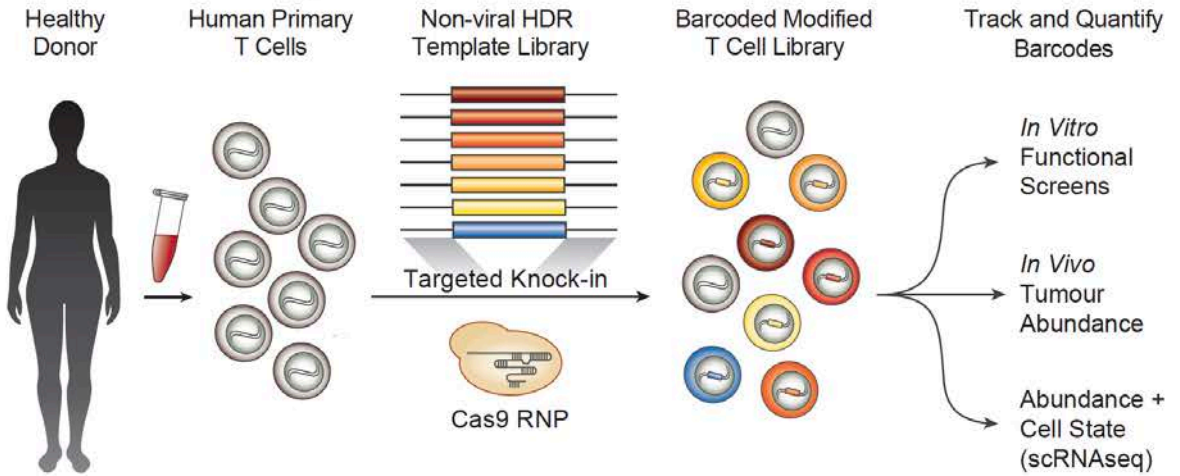 Healthy
Donor
Human Primary
T Cells
Non-viral HDR
Template Library
Barcoded Modified
T Cell Library
Track and Quantify
Barcodes
Targeted Knock-in
Cas9 RNP
In Vitro
Functional
Screens
In Vivo
Tumour
Abundance
Abundance +
Cell State
(scRNAseq)